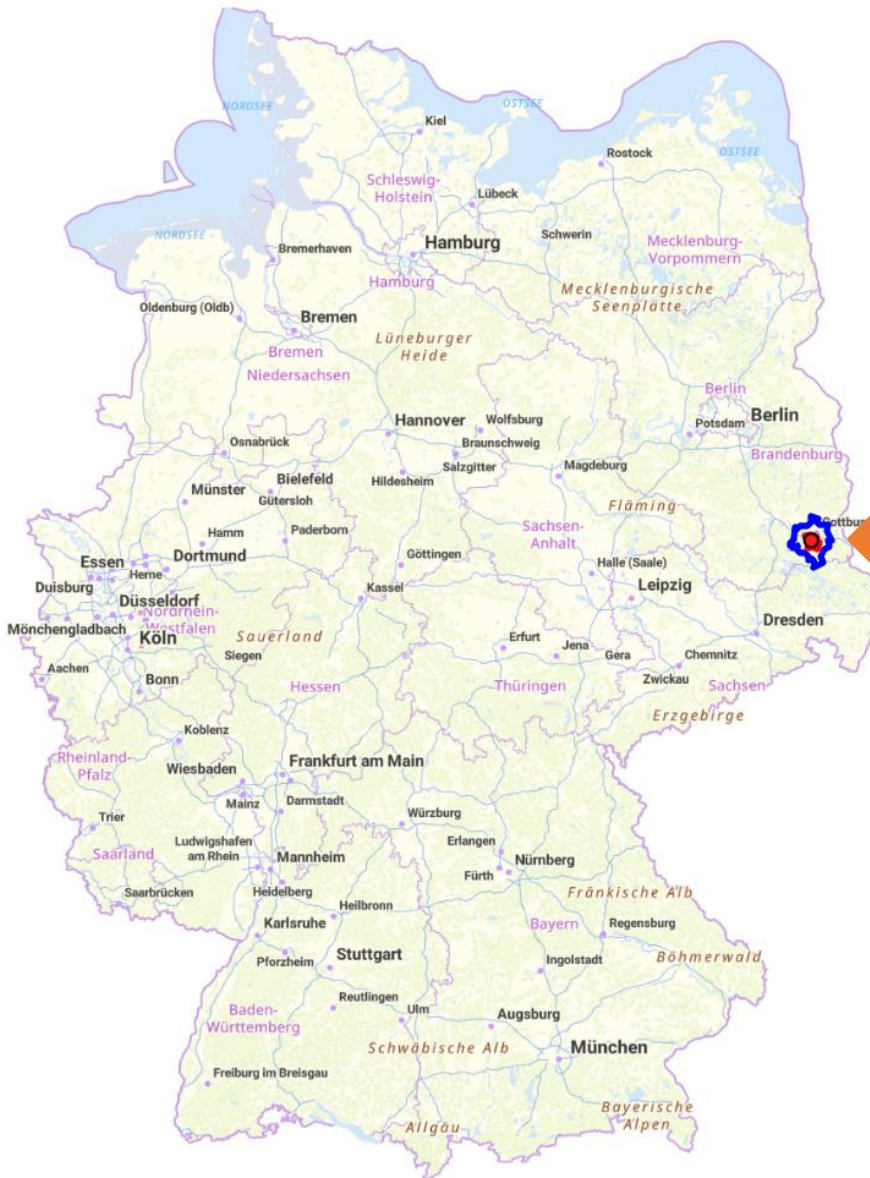 NORDSEE
OSTSEE
Kiel
Rostock
OSTSEE
Schleswig-
Holstein
Lübeck
NORDSEE
Schwerin
Hamburg
Mecklenburg-
Vorpommern
Bremerhaven
Hamburg
Mecklenburgische
Seenplatte
Oldenburg (Oldb)
Bremen
Lüneburger
Heide
Bremen
Niedersachsen
Berlin
Hannover
Wolfsburg
Berlin
Potsdam
Osnabrück
Braunschweig
Brandenburg
Salzgitter
Bielefeld
Hildesheim
Magdeburg
Münster
Gütersloh
Fläming
Hamm
Paderborn
Sachsen-
Anhalt
Essen
Dortmund
Göttingen
Halle (Saale)
Herne
Duisburg
Kassel
Leipzig
Düsseldorf
Nordrhein-
Westfalen
Mönchengladbach
Dresden
Köln
Sauerland
Erfurt
Jena
Gera
Siegen
Chemnitz
Aachen
Zwickau
Bonn
Hessen
Thüringen
Sachsen
Erzgebirge
Koblenz
Rheinland-
Pfalz
Wiesbaden
Frankfurt am Main
Mainz
Darmstadt
Trier
Würzburg
Ludwigshafen
am Rhein
Erlangen
Saarland
Mannheim
Nürnberg
Fürth
Saarbrücken
Heidelberg
Fränkische Alb
Heilbronn
Karlsruhe
Bayern
Regensburg
Stuttgart
Böhmerwald
Pforzheim
Ingolstadt
Reutlingen
Baden-
Württemberg
Ulm
Augsburg
Schwäbische Alb
München
Freiburg im Breisgau
Bayerische
Alpen
Allgäu